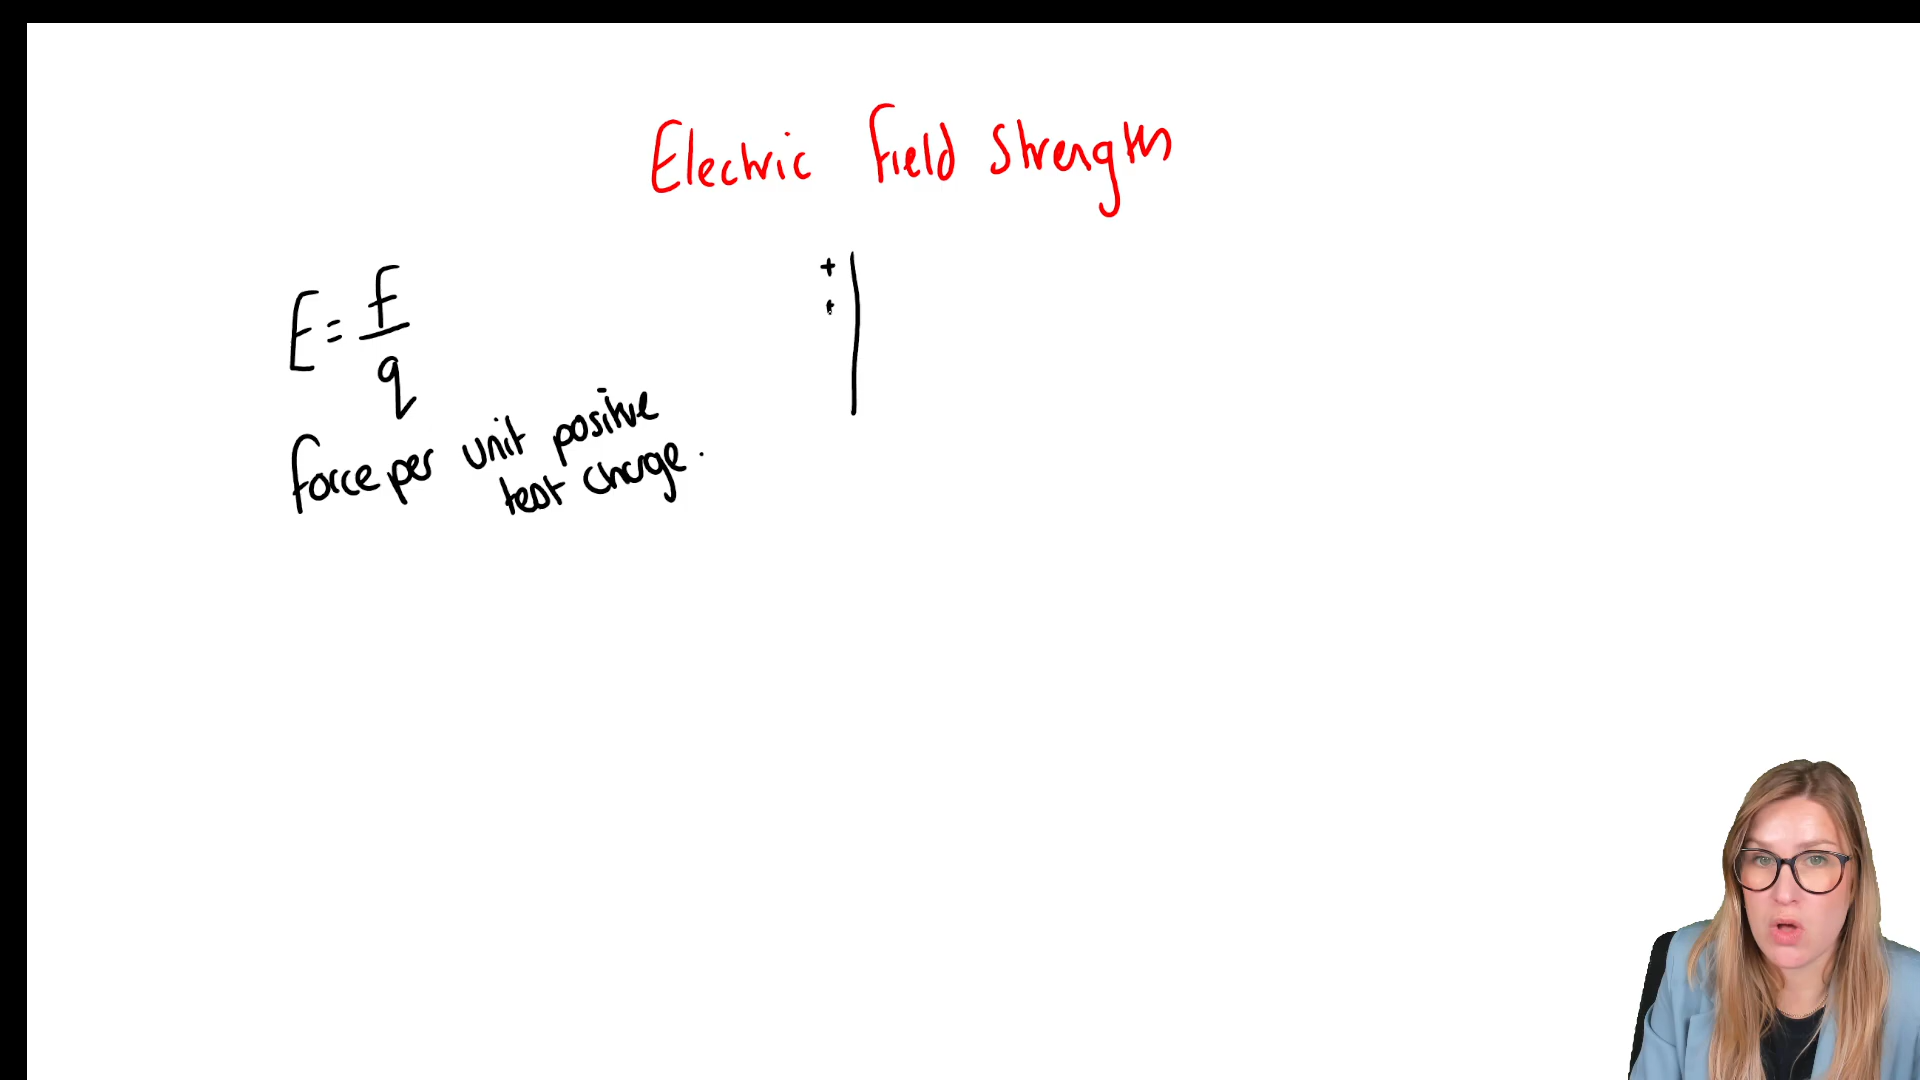 Electric Field Strength
E = F/q
+
+
force per unit positive
test charge.